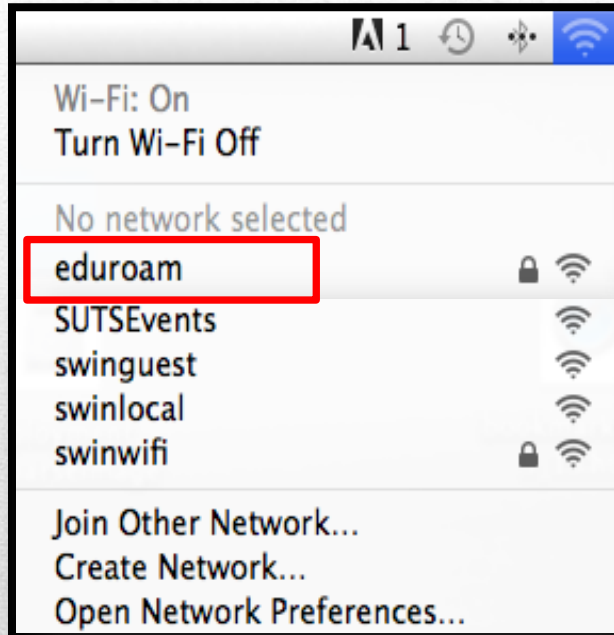 1
Wi-Fi: On
Turn Wi-Fi Off
No network selected
eduroam
SUTSEvents
swinguest
swinlocal
swinwifi
Join Other Network...
Create Network...
Open Network Preferences...